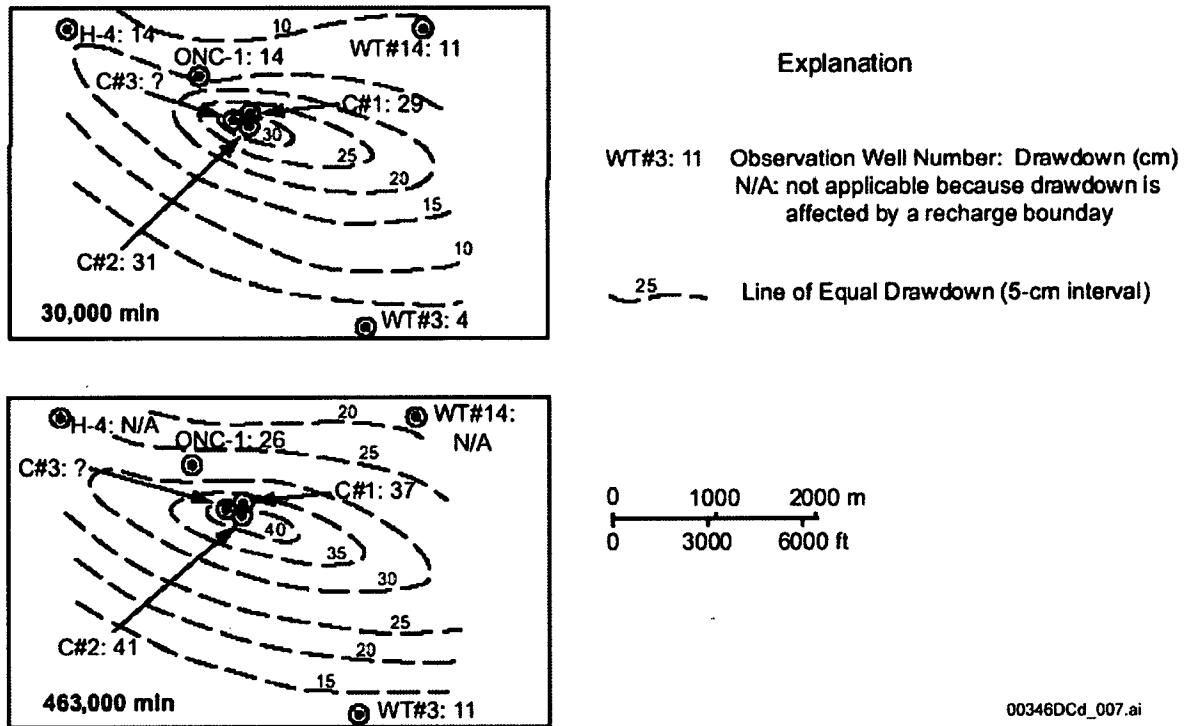 10
H-4: 14
WT#14: 11
ONC-1: 14
C#3: ?
C#1: 29
30
25
20
15
10
C#2: 31
30,000 min
WT#3: 4
Explanation
WT#3: 11 Observation Well Number: Drawdown (cm)
N/A: not applicable because drawdown is
affected by a recharge bounday
25 Line of Equal Drawdown (5-cm interval)
20
H-4: N/A
WT#14:
N/A
ONC-1: 26
25
C#3: ?
C#1: 37
40
35
30
25
C#2: 41
20
15
463,000 min
WT#3: 11
0 1000 2000 m
0 3000 6000 ft
00346DCd_007.ai